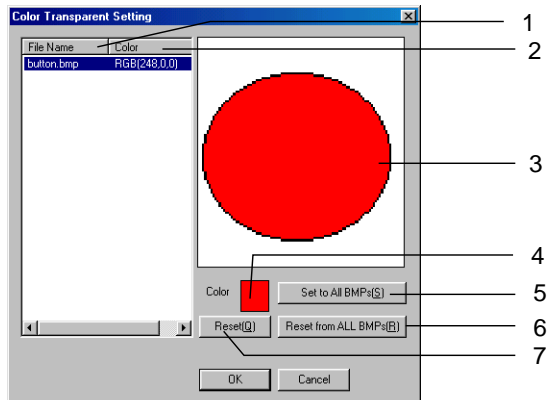 Color Transparent Setting
File Name Color
button.bmp RGB(248,0,0)
Color
Set to All BMPs(S)
Reset(Q)
Reset from ALL BMPs(R)
OK
Cancel
1
2
3
4
5
6
7